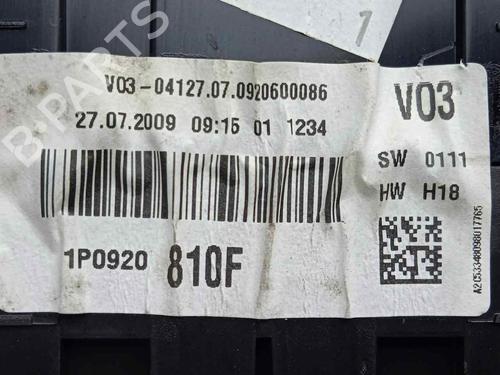 1
V03-04127.07.0920600086
27.07.2009 09:15 01 1234
V03
SW 0111
HW H18
1P0920 810F
A2C53348098017765
B-PARTS